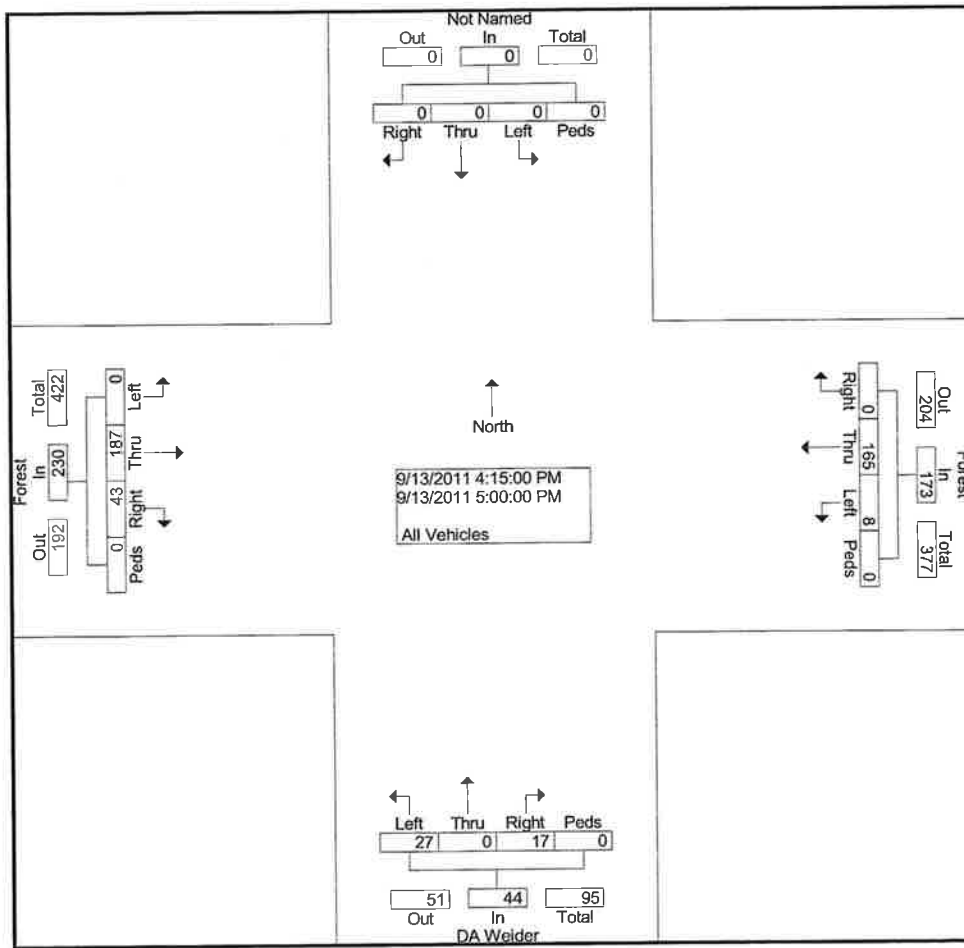 Not Named
Out In Total
0 0 0
0 0 0 0
Right Thru Left Peds
Forest
Total In Out
422 230 192
0 187 43 0
Left Thru Right Peds
North
9/13/2011 4:15:00 PM
9/13/2011 5:00:00 PM
All Vehicles
Right Thru Left Peds
0 165 8 0
Out In Total
204 173 377
Forest
Left Thru Right Peds
27 0 17 0
51 44 95
Out In Total
DA Weider